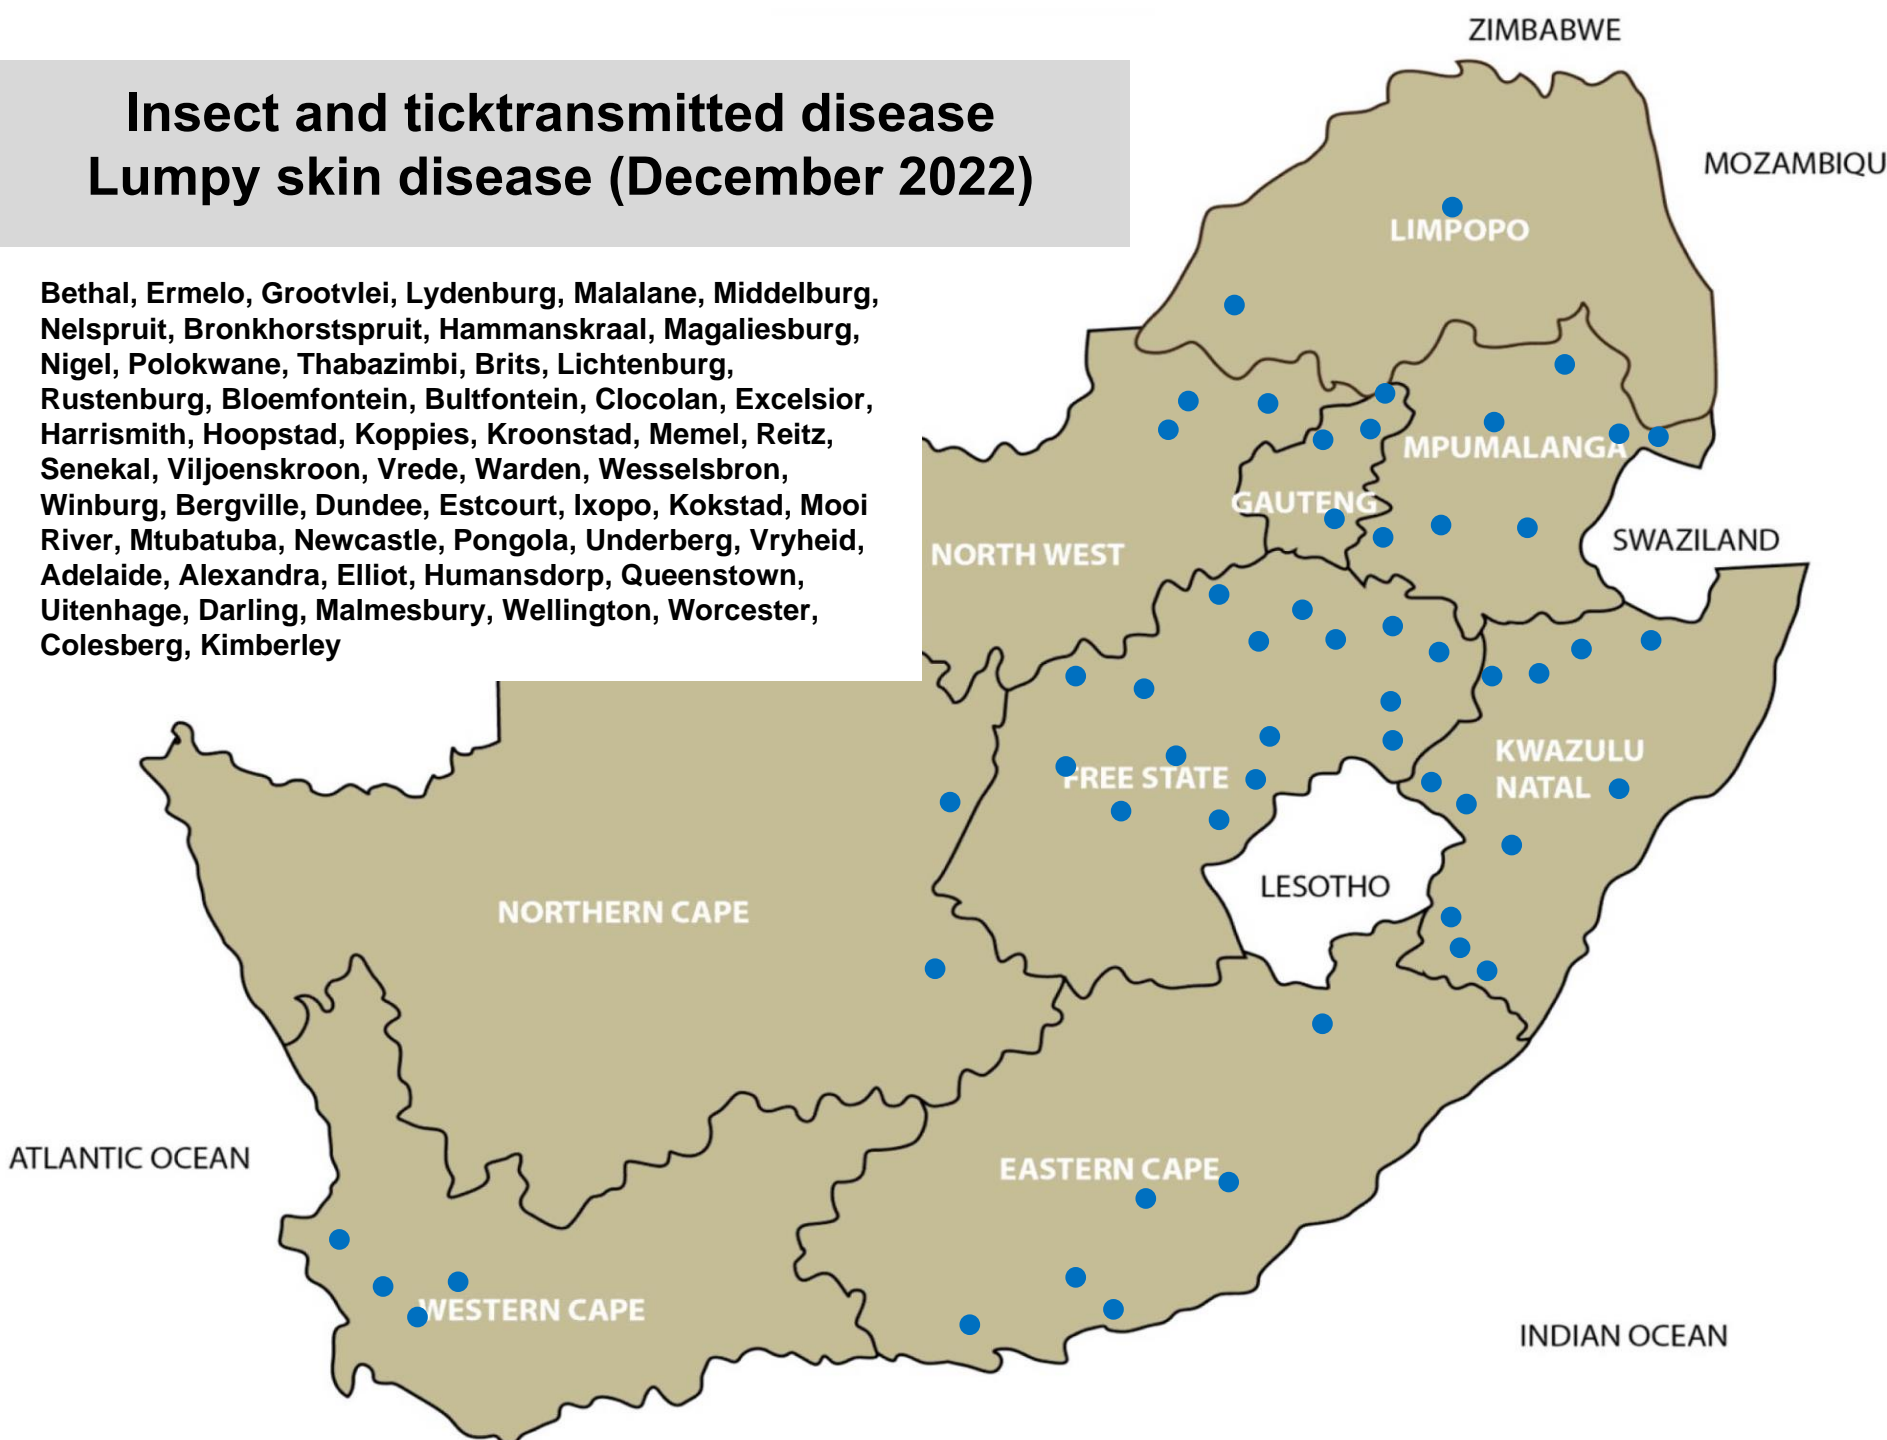 ZIMBABWE
Insect and ticktransmitted disease
Lumpy skin disease (December 2022)
MOZAMBIQU
LIMPOPO
Bethal, Ermelo, Grootvlei, Lydenburg, Malalane, Middelburg,
Nelspruit, Bronkhorstspruit, Hammanskraal, Magaliesburg,
Nigel, Polokwane, Thabazimbi, Brits, Lichtenburg,
Rustenburg, Bloemfontein, Bultfontein, Clocolan, Excelsior,
Harrismith, Hoopstad, Koppies, Kroonstad, Memel, Reitz,
Senekal, Viljoenskroon, Vrede, Warden, Wesselsbron,
Winburg, Bergville, Dundee, Estcourt, Ixopo, Kokstad, Mooi
River, Mtubatuba, Newcastle, Pongola, Underberg, Vryheid,
Adelaide, Alexandra, Elliot, Humansdorp, Queenstown,
Uitenhage, Darling, Malmesbury, Wellington, Worcester,
Colesberg, Kimberley
MPUMALANGA
GAUTENG
SWAZILAND
NORTH WEST
KWAZULU
NATAL
FREE STATE
LESOTHO
NORTHERN CAPE
ATLANTIC OCEAN
EASTERN CAPE
WESTERN CAPE
INDIAN OCEAN